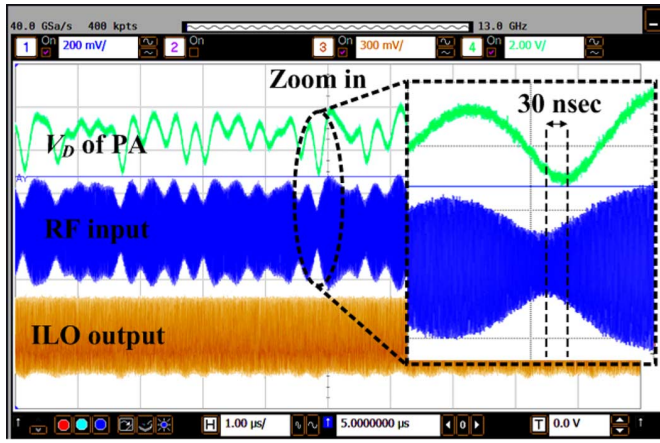 40.0 GSa/s 400 kpts 13.0 GHz
1 On 200 mV/ 2 On 3 On 300 mV/ 4 On 2.00 V/
Zoom in
30 nsec
V_D of PA
RF input
ILO output
H 1.00 µs/ 5.0000000 µs 0 T 0.0 V